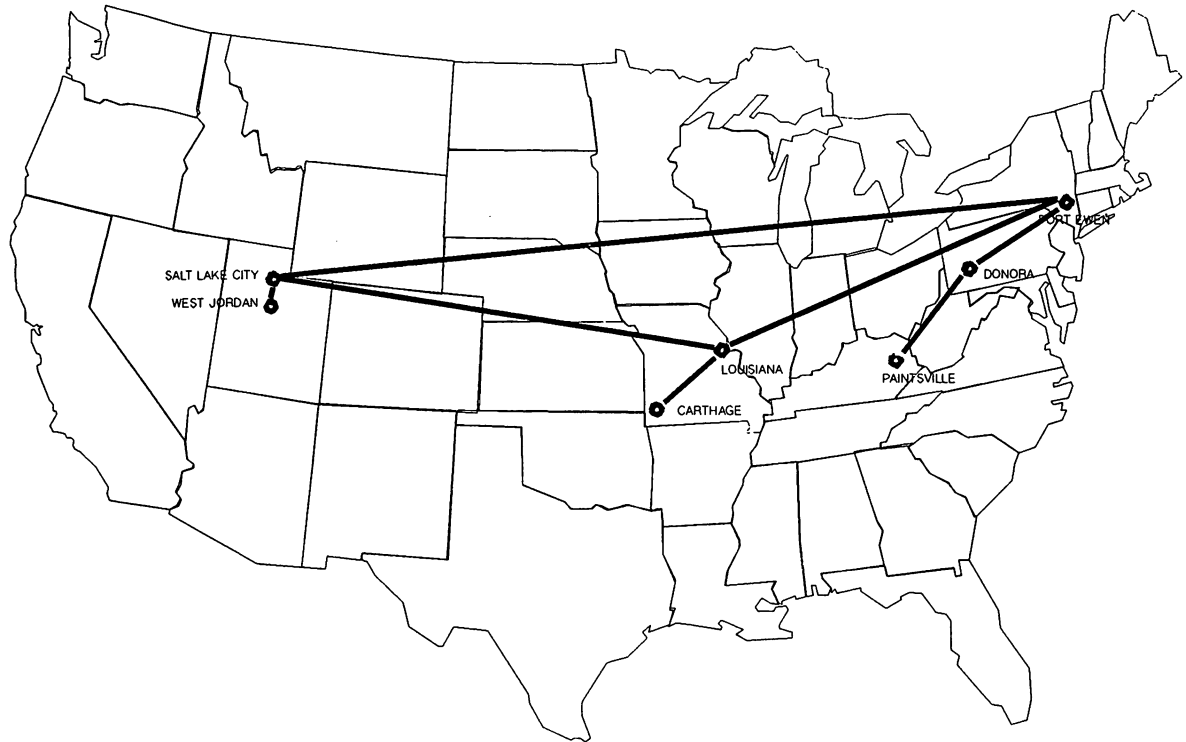 PORT EWEN
SALT LAKE CITY
DONORA
WEST JORDAN
LOUISIANA
PAINTSVILLE
CARTHAGE